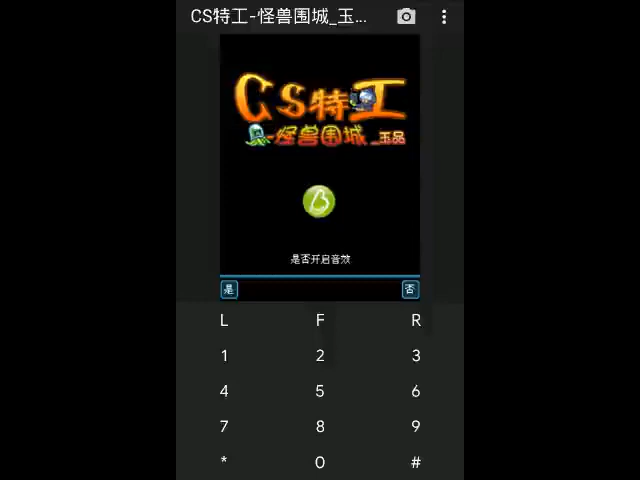 CS特工-怪兽围城_玉...
CS特工
-怪兽围城_玉品
是否开启音效
是 否
L F R
1 2 3
4 5 6
7 8 9
* 0 #